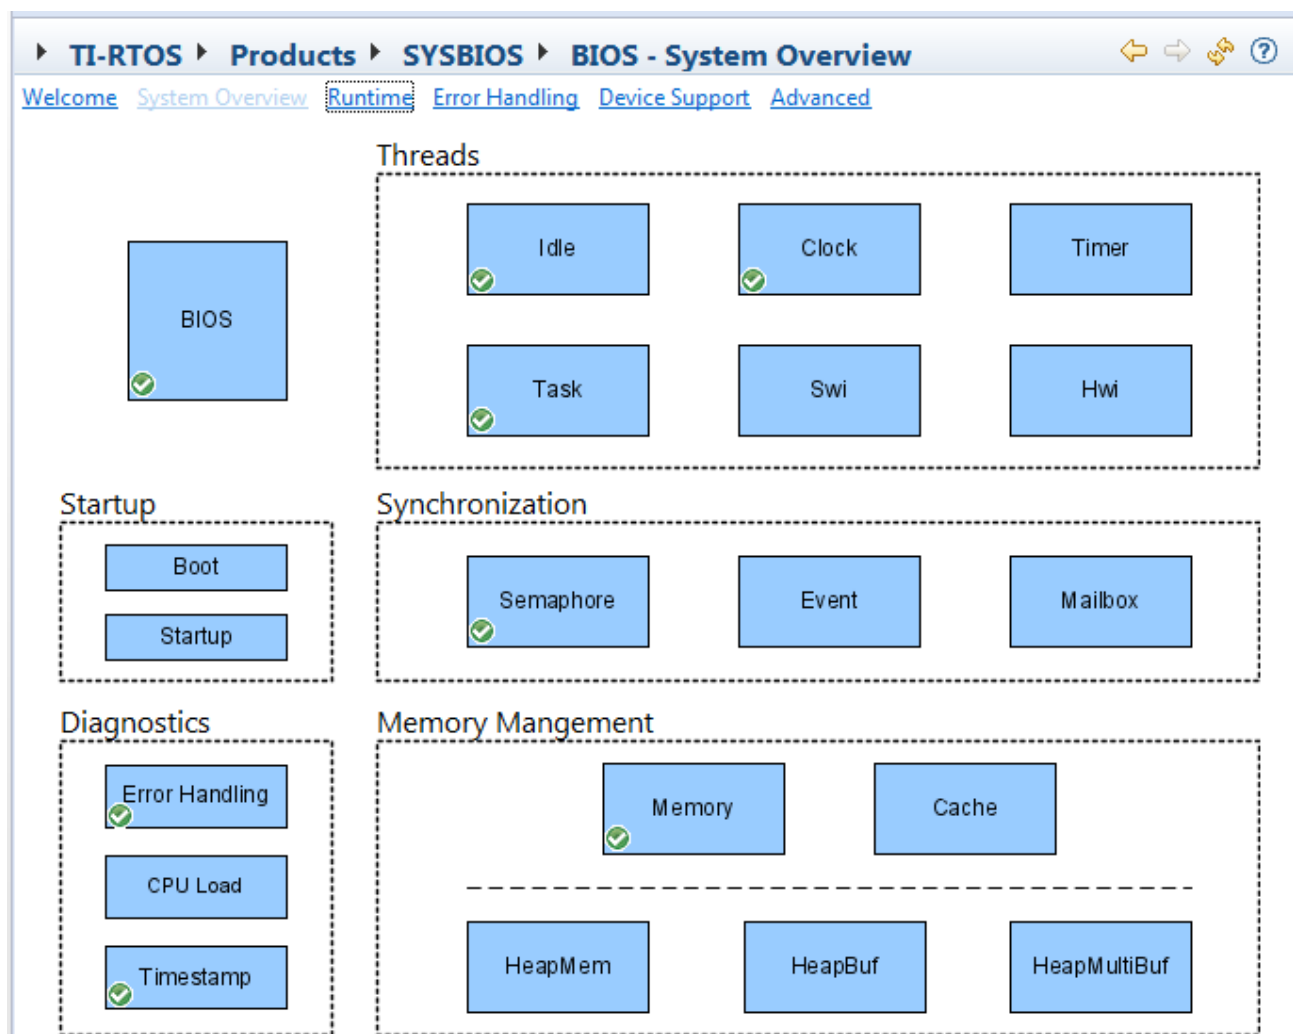 TI-RTOS Products SYSBIOS BIOS - System Overview
Welcome System Overview Runtime Error Handling Device Support Advanced
Threads
Idle Clock Timer
BIOS
Task Swi Hwi
Startup
Boot
Startup
Synchronization
Semaphore Event Mailbox
Diagnostics
Error Handling
CPU Load
Timestamp
Memory Mangement
Memory Cache
HeapMem HeapBuf HeapMultiBuf